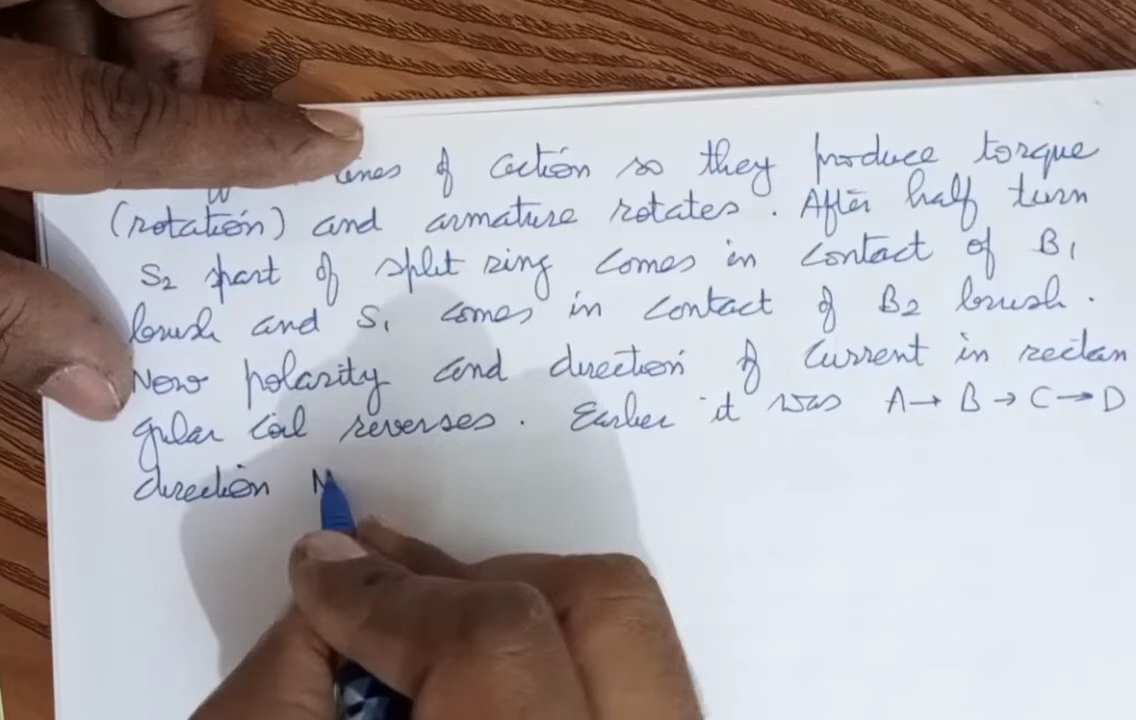 lines of action so they produce torque
(rotation) and armature rotates. After half turn
S2 part of split ring comes in contact of B1
brush and S1 comes in contact of B2 brush.
Now polarity and direction of current in rectan
gular coil reverses. Earlier it was A→ B → C → D
direction N